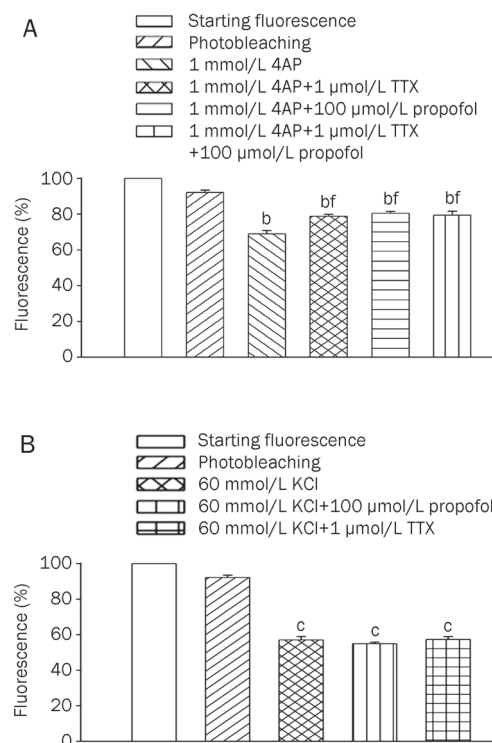 A
Starting fluorescence
Photobleaching
1 mmol/L 4AP
1 mmol/L 4AP+1 μmol/L TTX
1 mmol/L 4AP+100 μmol/L propofol
1 mmol/L 4AP+1 μmol/L TTX
+100 μmol/L propofol
Fluorescence (%)
100
80
60
40
20
0
b
bf
bf
bf
B
Starting fluorescence
Photobleaching
60 mmol/L KCl
60 mmol/L KCl+100 μmol/L propofol
60 mmol/L KCl+1 μmol/L TTX
Fluorescence (%)
100
80
60
40
20
0
c
c
c